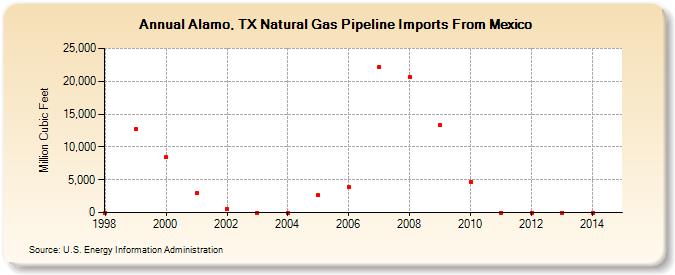 Annual Alamo, TX Natural Gas Pipeline Imports From Mexico
Million Cubic Feet
25,000
20,000
15,000
10,000
5,000
0
1998 2000 2002 2004 2006 2008 2010 2012 2014
Source: U.S. Energy Information Administration